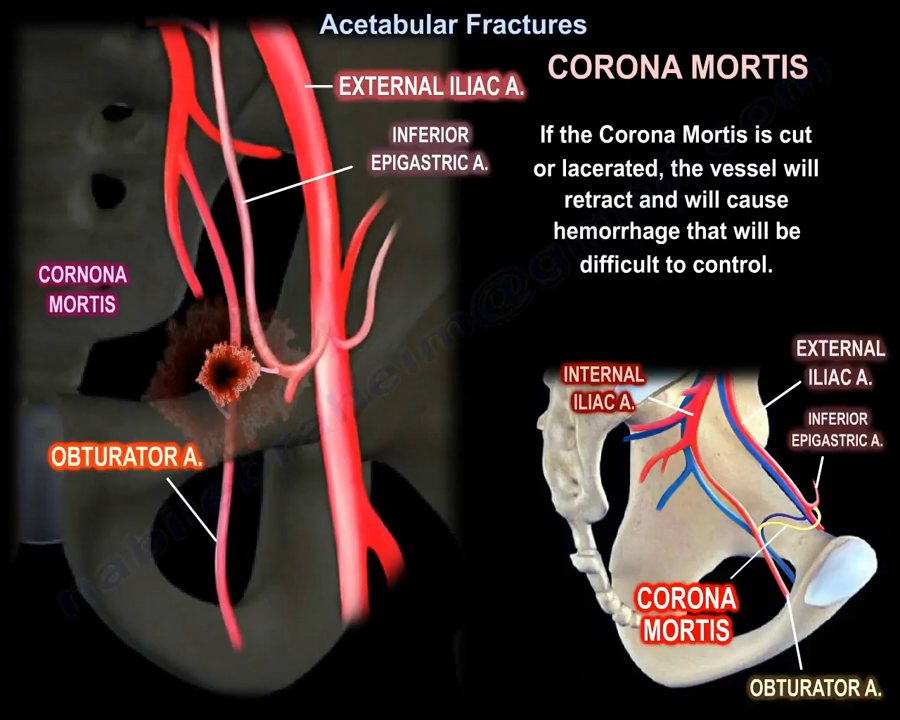 Acetabular Fractures
CORONA MORTIS
EXTERNAL ILIAC A.
INFERIOR
EPIGASTRIC A.
If the Corona Mortis is cut
or lacerated, the vessel will
retract and will cause
hemorrhage that will be
difficult to control.
CORNONA
MORTIS
OBTURATOR A.
INTERNAL
ILIAC A.
EXTERNAL
ILIAC A.
INFERIOR
EPIGASTRIC A.
CORONA
MORTIS
OBTURATOR A.